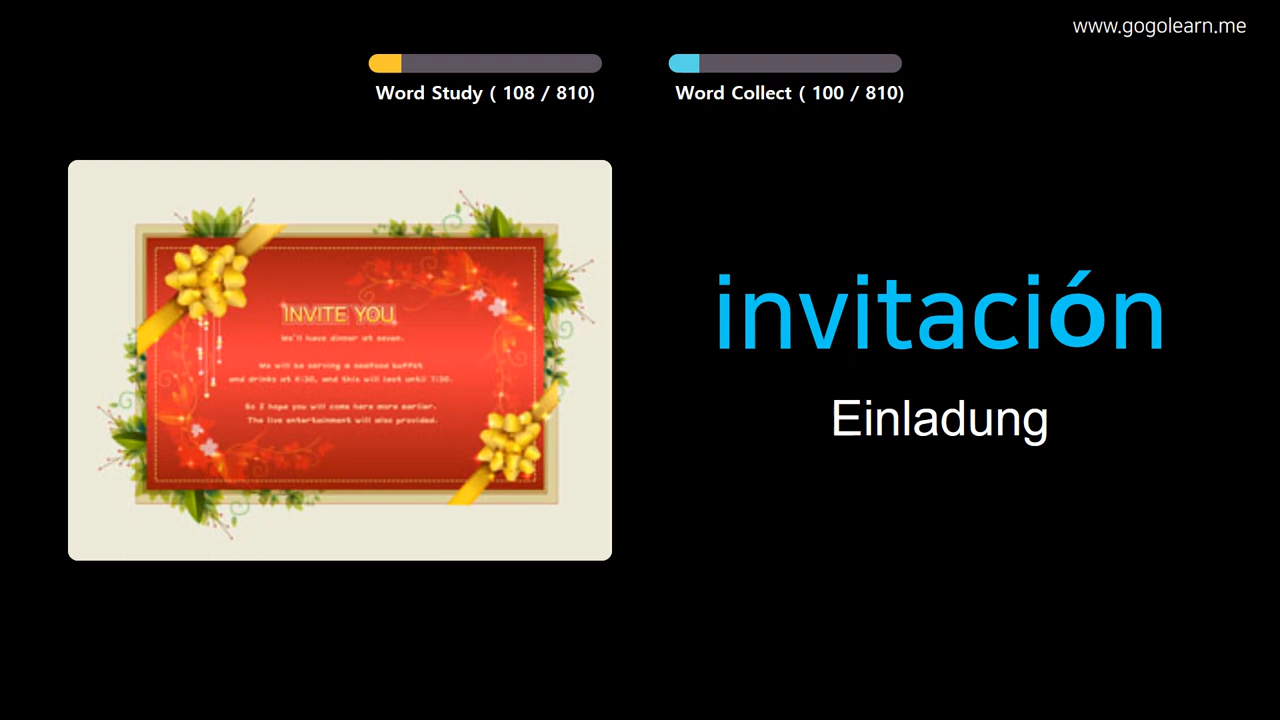 www.gogolearn.me
Word Study ( 108 / 810)
Word Collect ( 100 / 810)
INVITE YOU
We'll have dinner at seven.
We will be serving a seafood buffet
and drinks at 6:30, and this will last until 7:30.
So I hope you will come here more earlier.
The live entertainment will also provided.
invitación
Einladung